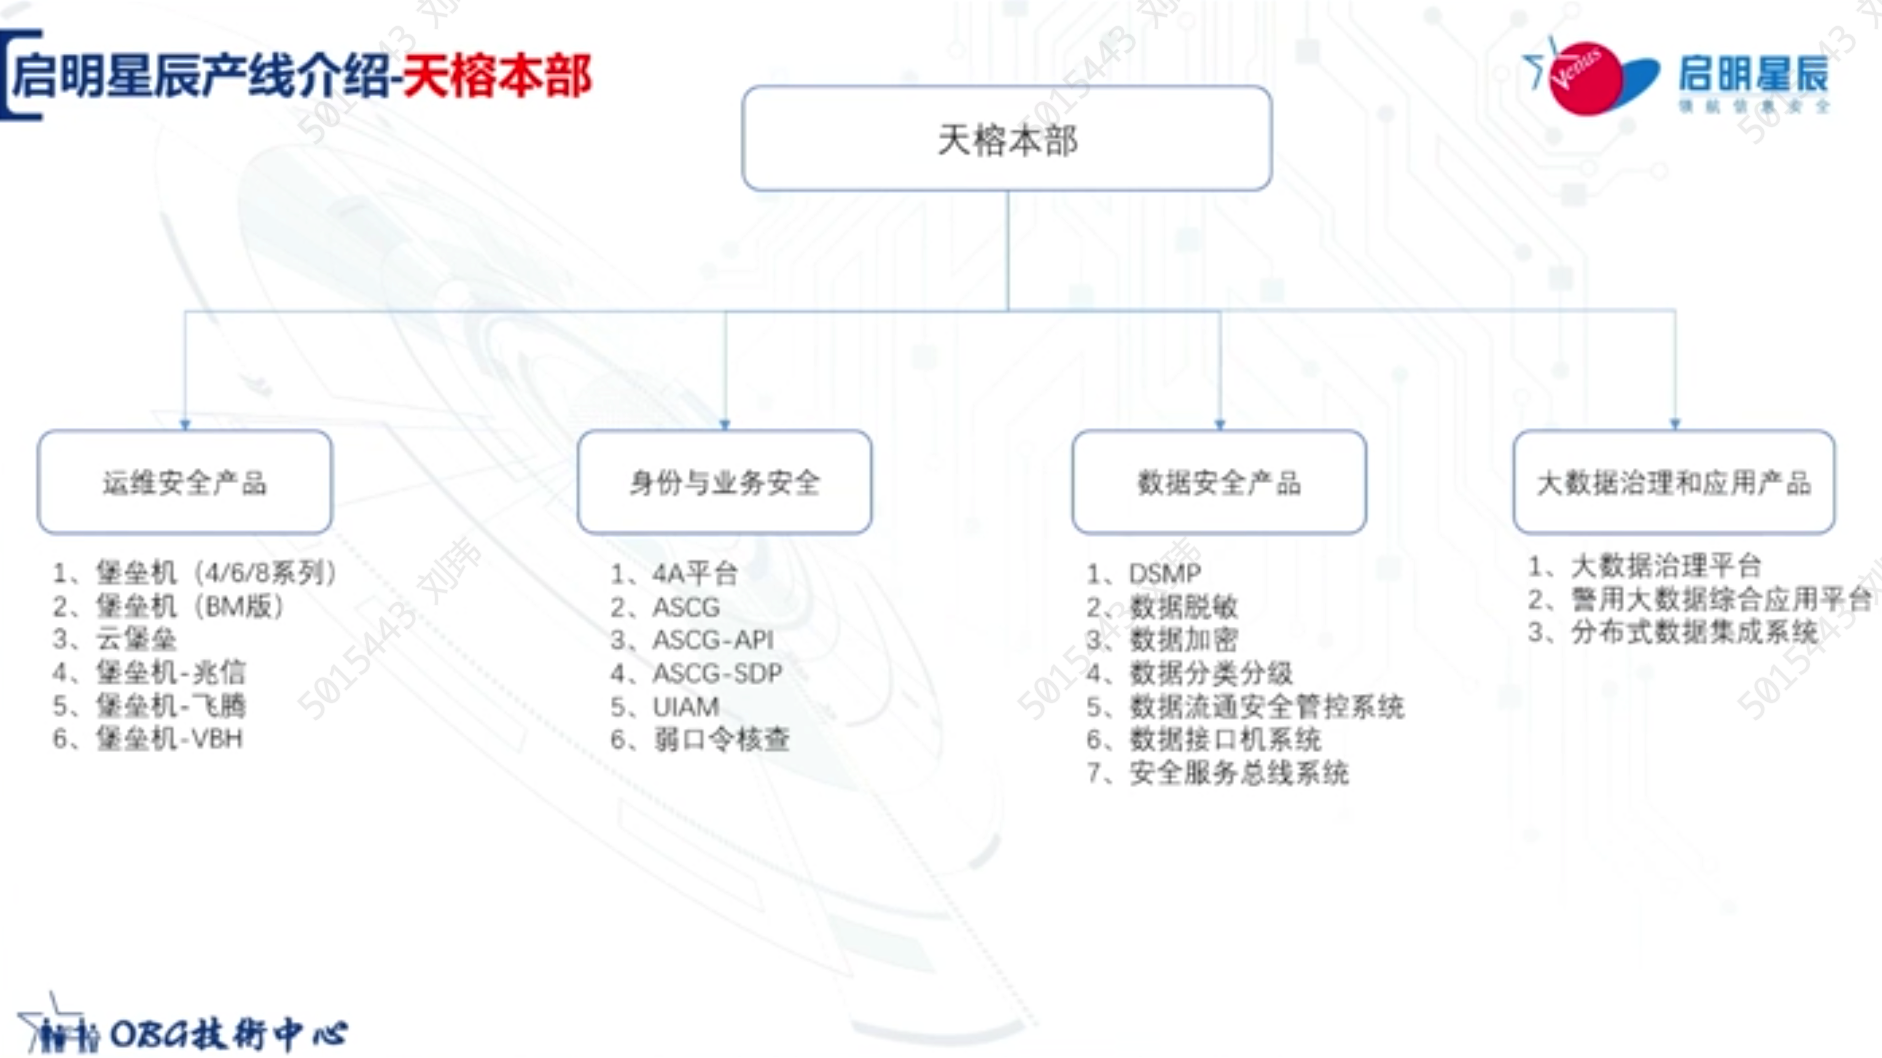 启明星辰产线介绍-天榕本部
Venus
启明星辰
领航信息安全
天榕本部
运维安全产品
1、堡垒机（4/6/8系列）
2、堡垒机（BM版）
3、云堡垒
4、堡垒机-兆信
5、堡垒机-飞腾
6、堡垒机-VBH
身份与业务安全
1、4A平台
2、ASCG
3、ASCG-API
4、ASCG-SDP
5、UIAM
6、弱口令核查
数据安全产品
1、DSMP
2、数据脱敏
3、数据加密
4、数据分类分级
5、数据流通安全管控系统
6、数据接口机系统
7、安全服务总线系统
大数据治理和应用产品
1、大数据治理平台
2、警用大数据综合应用平台
3、分布式数据集成系统
OBG技術中心
5015443 刘玮
5015443 刘玮
5015443 刘玮
5015443 刘玮
5015443 刘玮
5015443 刘玮